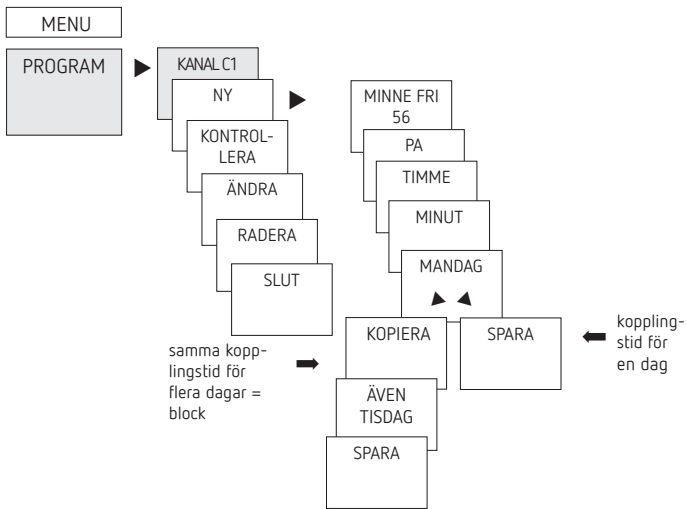 MENU
PROGRAM
KANAL C1
NY
KONTROL-
LERA
ÄNDRA
RADERA
SLUT
MINNE FRI
56
PA
TIMME
MINUT
MANDAG
KOPIERA
SPARA
ÄVEN
TISDAG
SPARA
samma kopp-
lingstid för
flera dagar =
block
koppling-
stid för
en dag